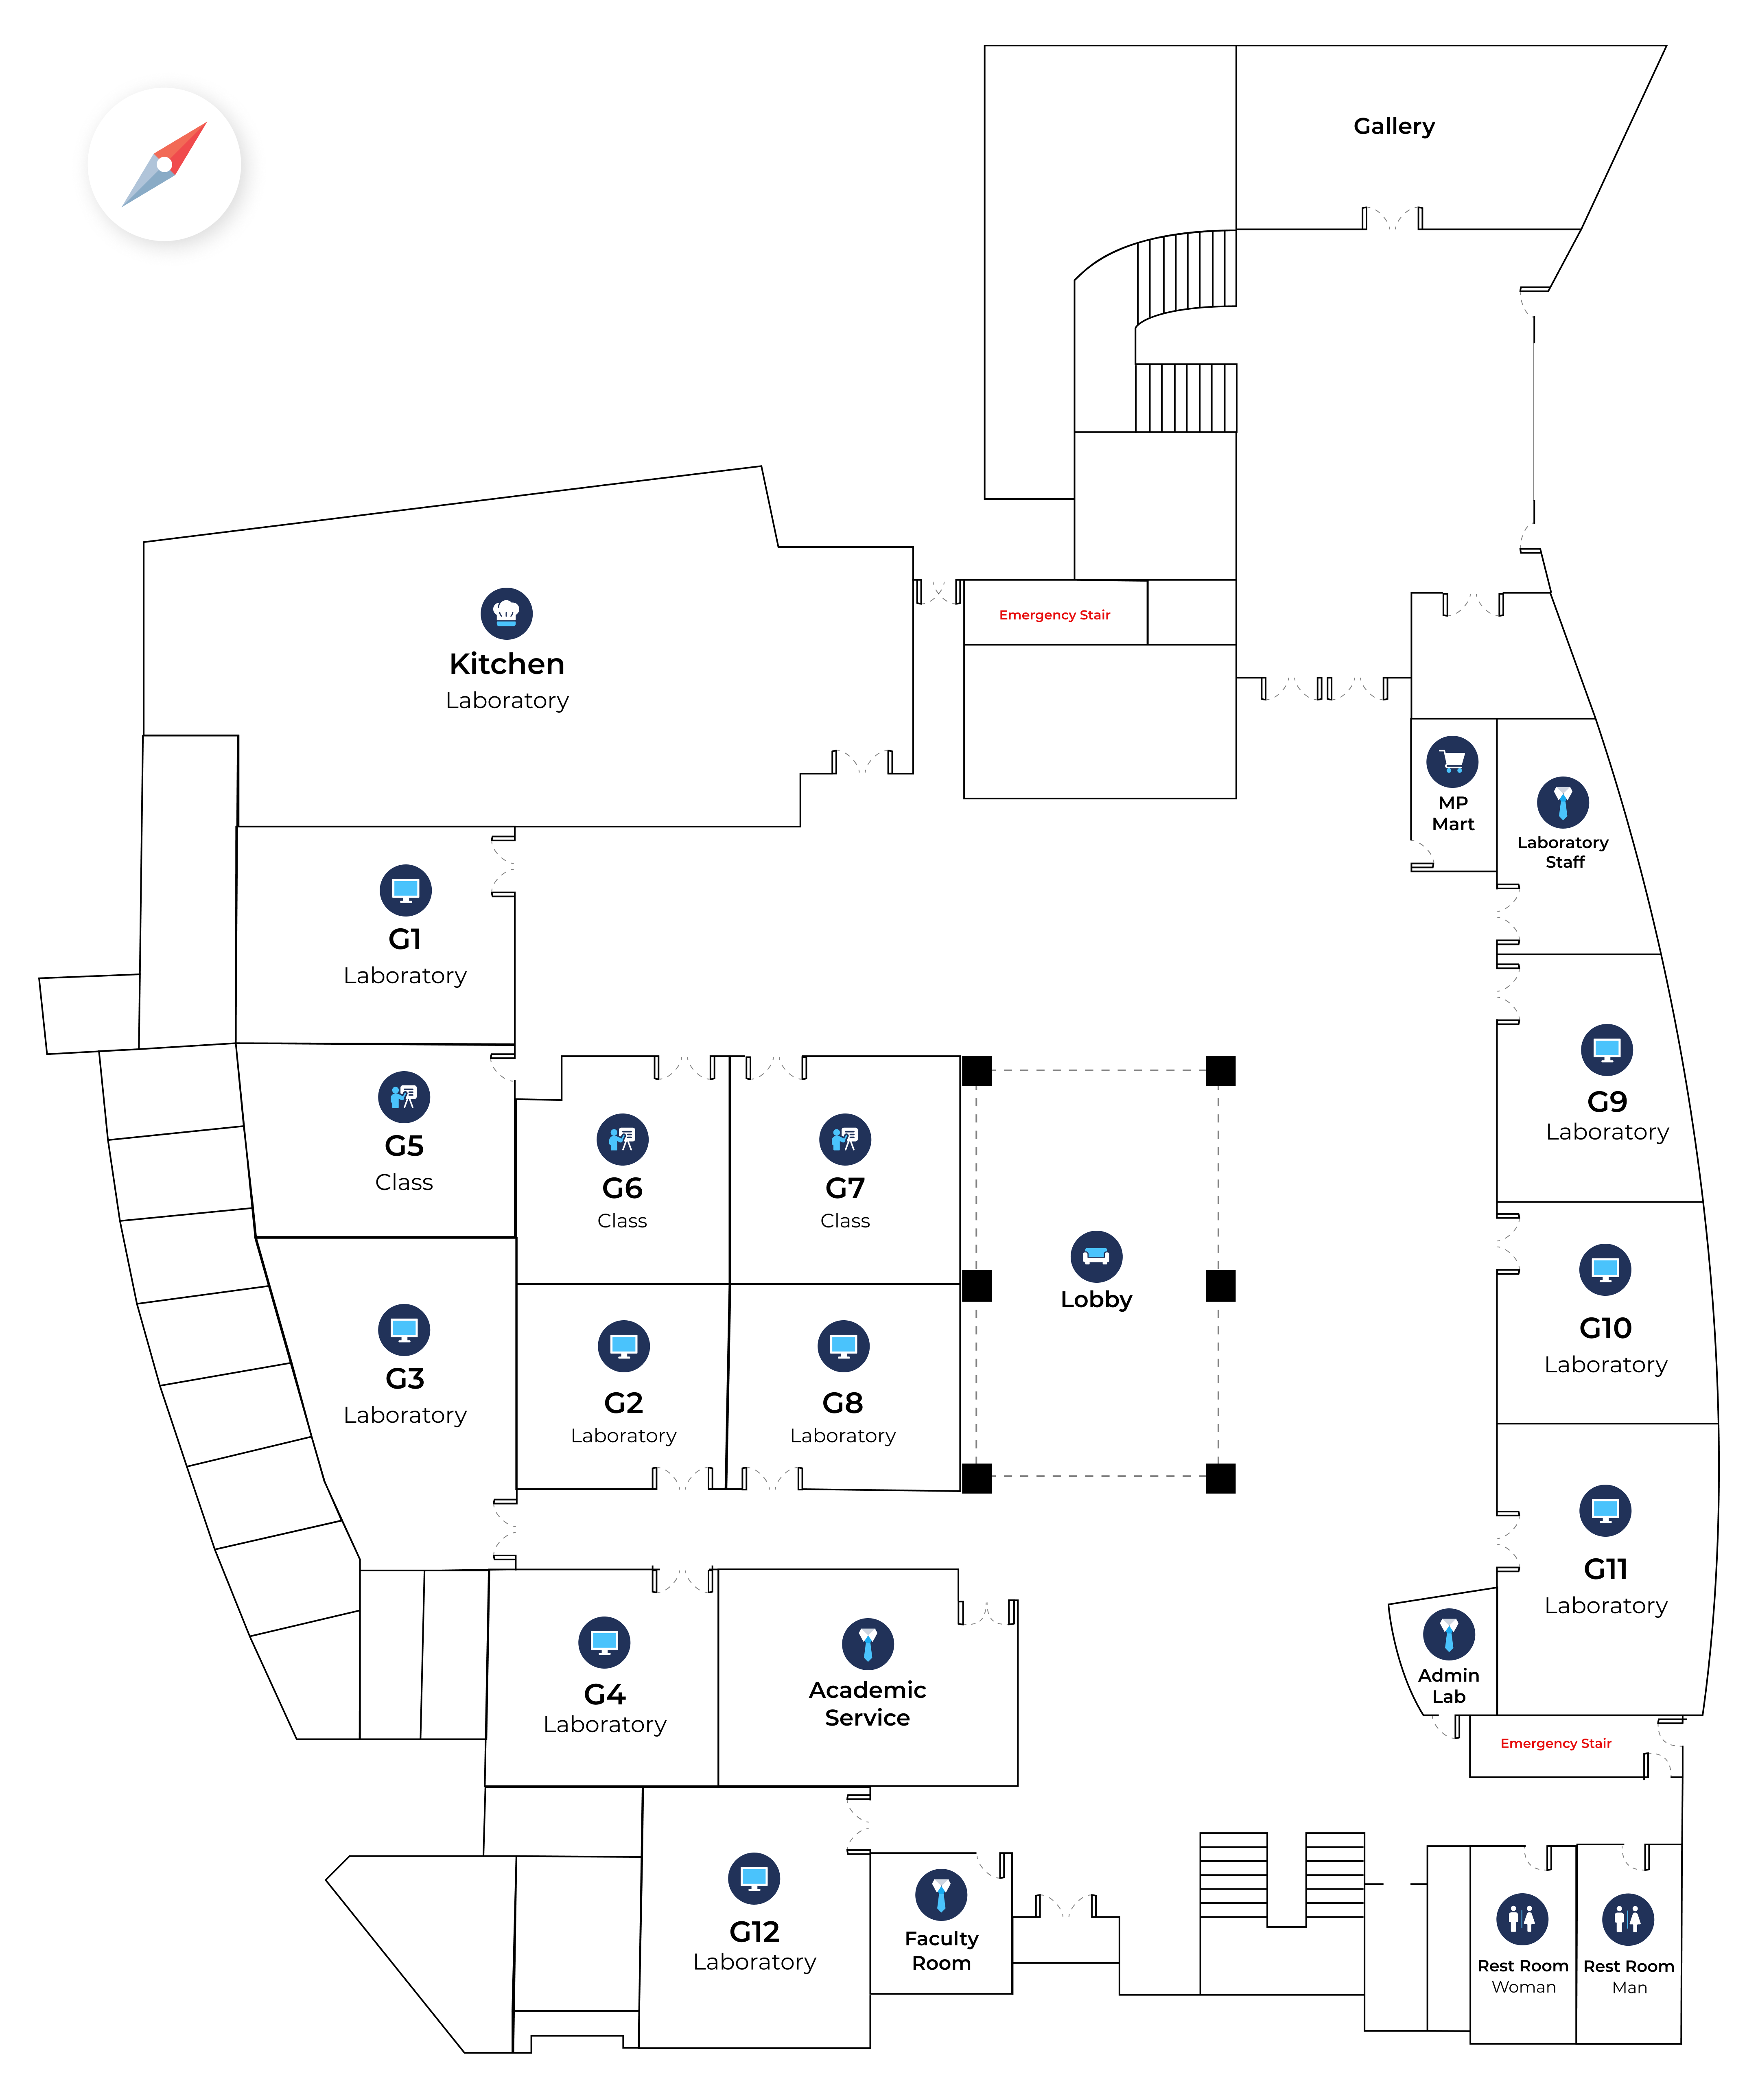 Gallery
Emergency Stair
Kitchen
Laboratory
MP
Mart
Laboratory
Staff
G1
Laboratory
G5
Class
G6
Class
G7
Class
G9
Laboratory
Lobby
G3
Laboratory
G2
Laboratory
G8
Laboratory
G10
Laboratory
G11
Laboratory
G4
Laboratory
Academic
Service
Admin
Lab
Emergency Stair
G12
Laboratory
Faculty
Room
Rest Room
Woman
Rest Room
Man